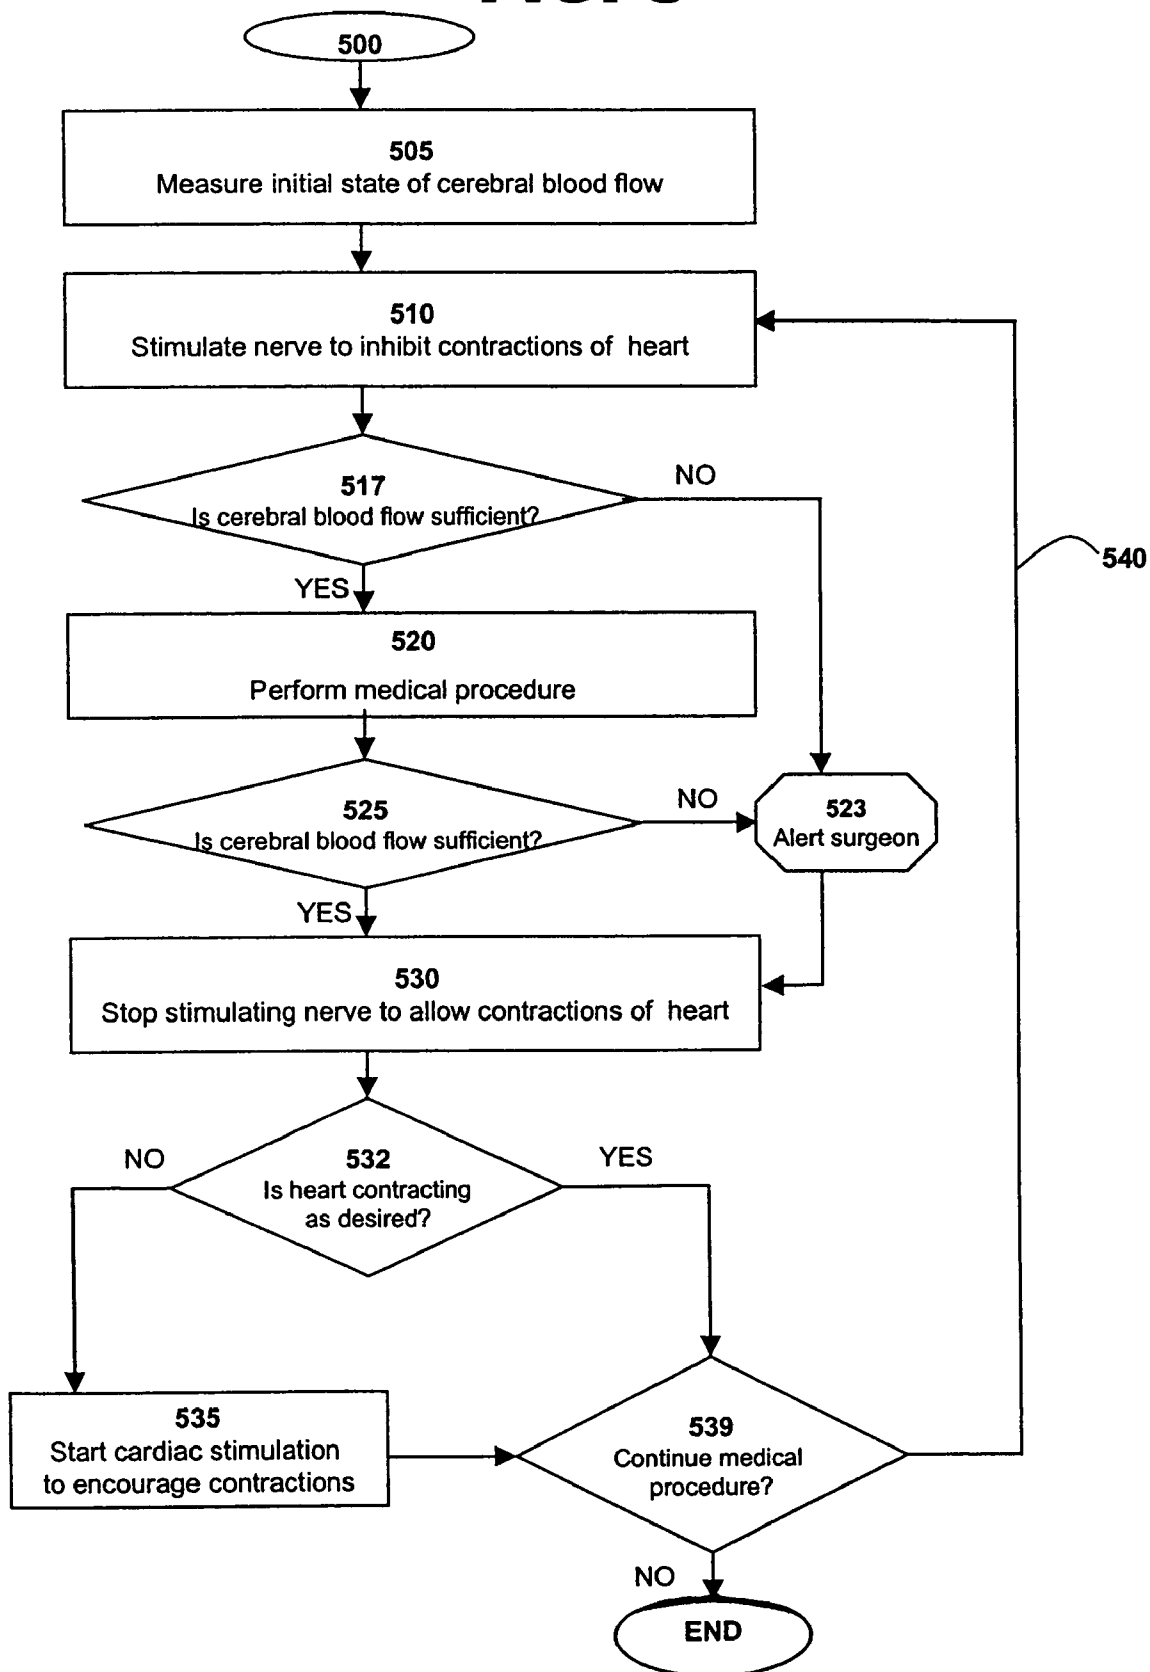 500
505
Measure initial state of cerebral blood flow
510
Stimulate nerve to inhibit contractions of heart
517
Is cerebral blood flow sufficient?
NO
540
YES
520
Perform medical procedure
525
Is cerebral blood flow sufficient?
NO
523
Alert surgeon
YES
530
Stop stimulating nerve to allow contractions of heart
532
Is heart contracting
as desired?
NO
YES
535
Start cardiac stimulation
to encourage contractions
539
Continue medical
procedure?
NO
END